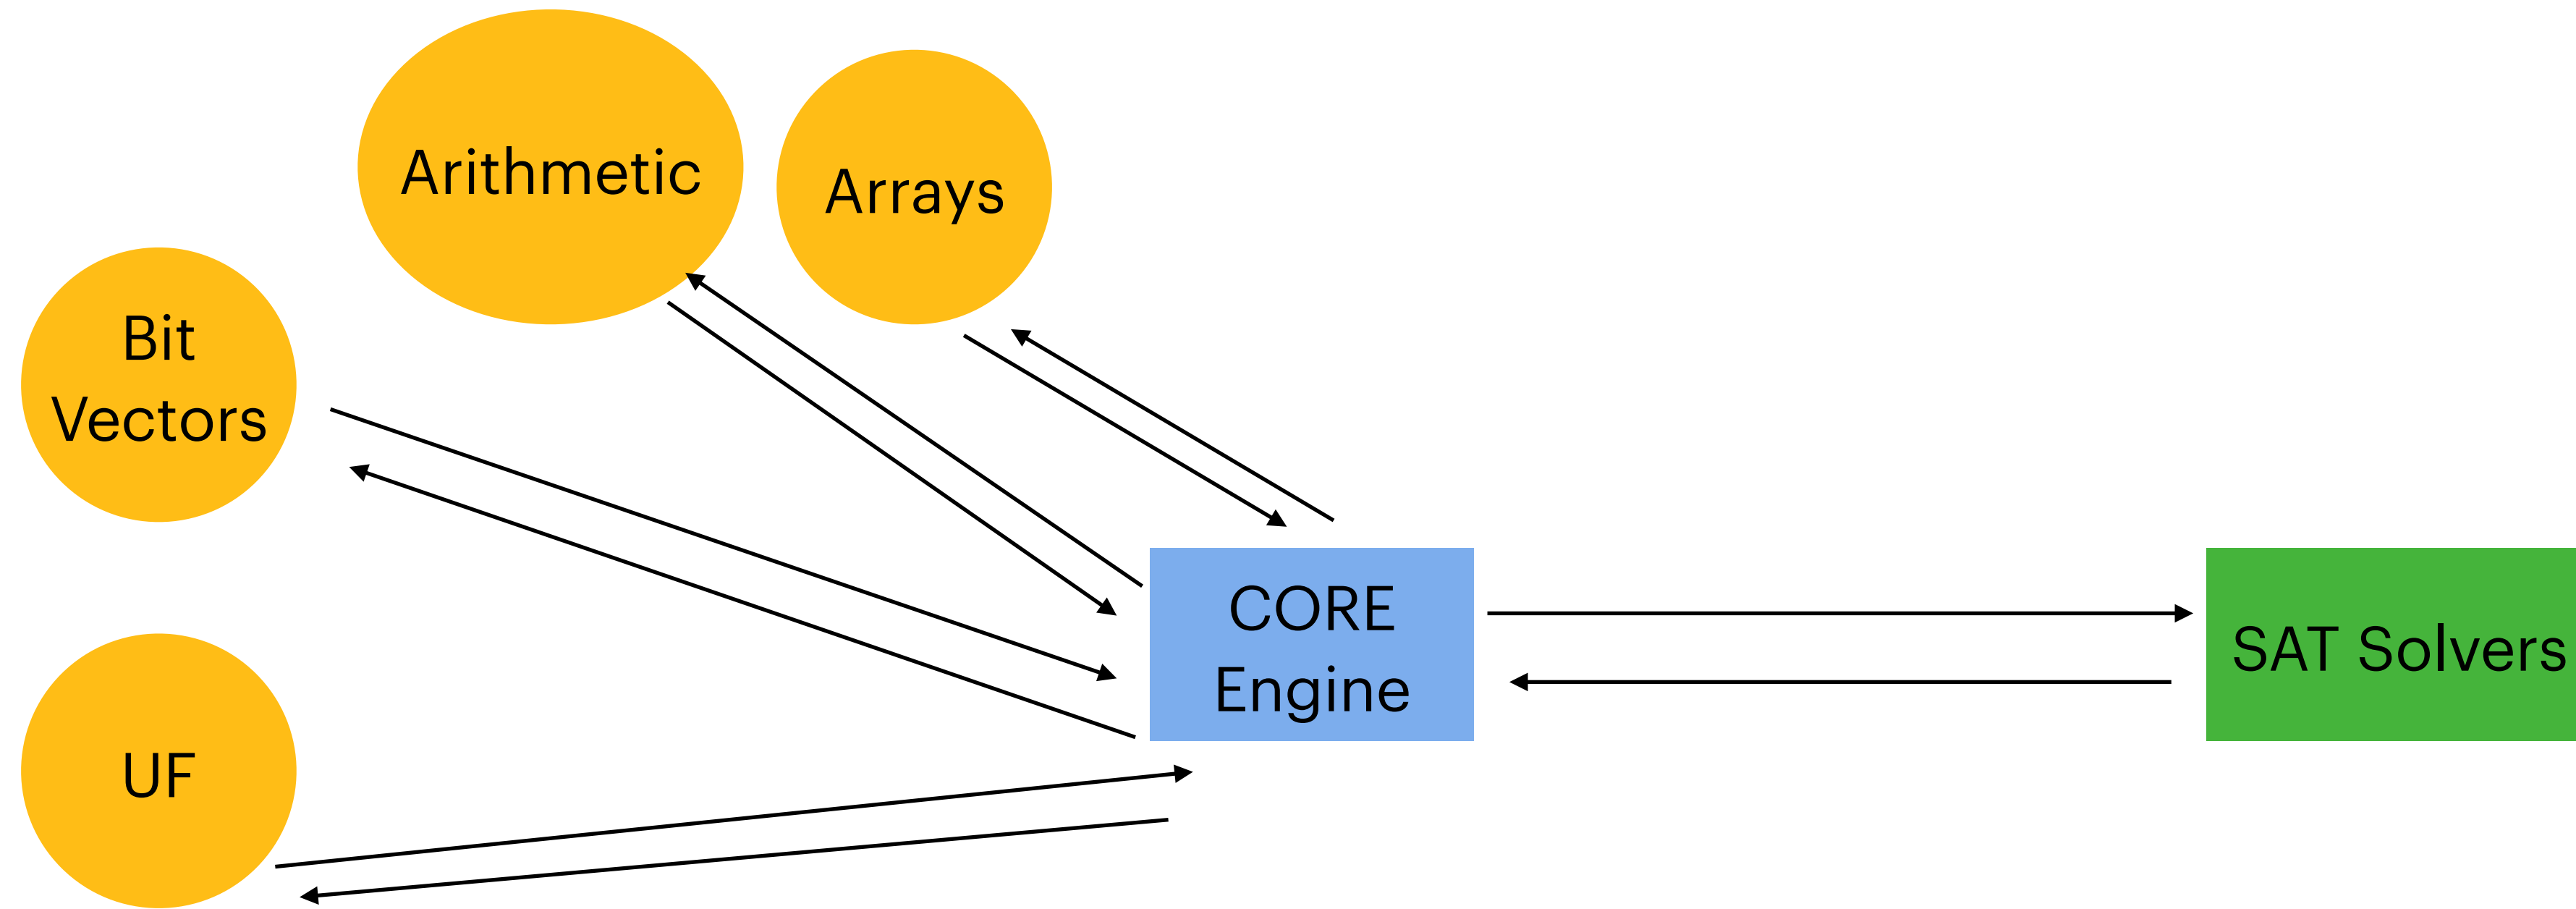 Arithmetic
Arrays
Bit
Vectors
CORE
Engine
SAT Solvers
UF